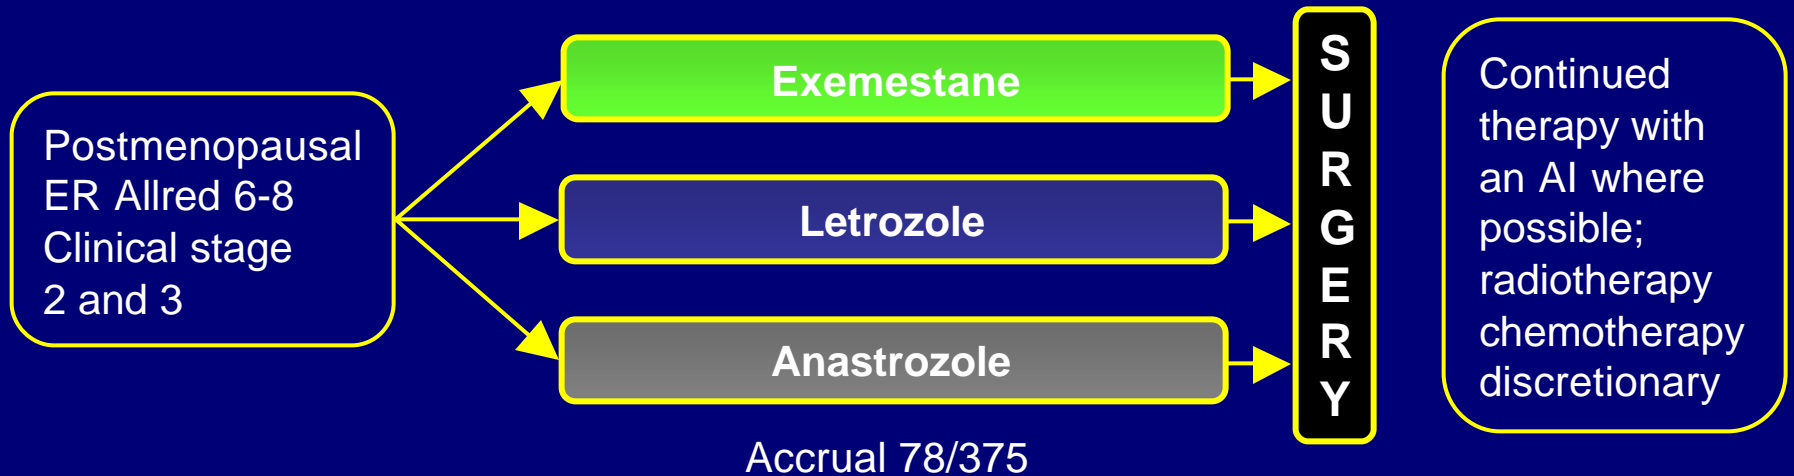 Postmenopausal
ER Allred 6-8
Clinical stage
2 and 3
Exemestane
Letrozole
Anastrozole
SURGERY
Continued
therapy with
an AI where
possible;
radiotherapy
chemotherapy
discretionary
Accrual 78/375